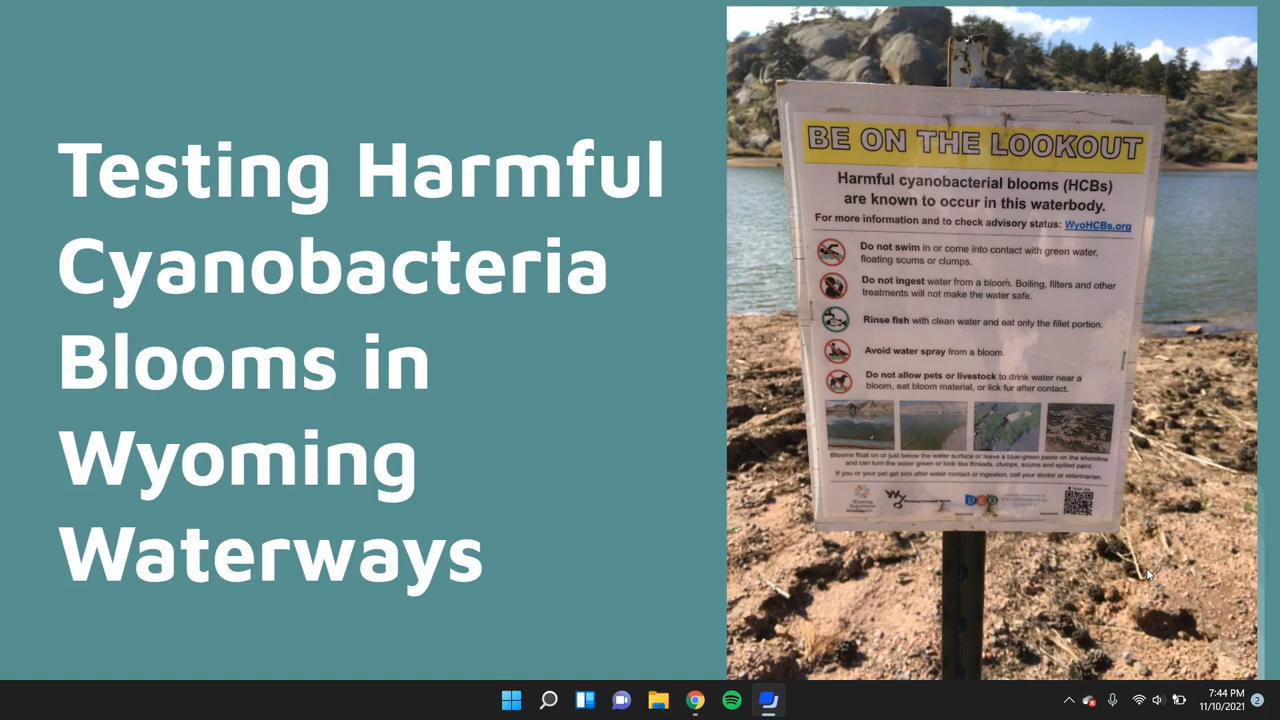 Testing Harmful
Cyanobacteria
Blooms in
Wyoming
Waterways
BE ON THE LOOKOUT
Harmful cyanobacterial blooms (HCBs)
are known to occur in this waterbody.
For more information and to check advisory status: WyoHCBs.org
Do not swim in or come into contact with green water,
floating scums or clumps.
Do not ingest water from a bloom. Boiling, filters and other
treatments will not make the water safe.
Rinse fish with clean water and eat only the fillet portion.
Avoid water spray from a bloom.
Do not allow pets or livestock to drink water near a
bloom, eat bloom material, or lick fur after contact.
Blooms float on or just below the water surface or leave a blue-green paste on the shoreline
and can turn the water green or look like threads, clumps, scums and spilled paint.
If you or your pet get sick after water contact or ingestion, call your doctor or veterinarian.
Wyoming
Department
DEQ
ENVIRONMENTAL
QUALITY
7:44 PM
11/10/2021
2